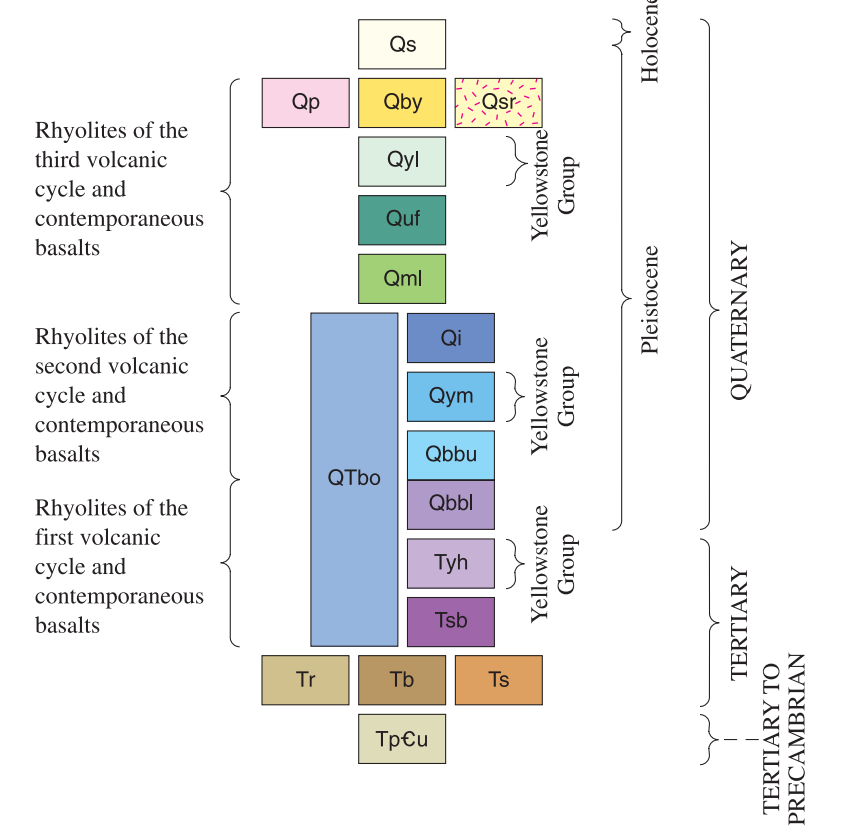 Qs
Holocene
Qp
Qby
Qsr
Rhyolites of the
third volcanic
cycle and
contemporaneous
basalts
Qyl
Yellowstone
Group
Quf
Qml
Pleistocene
QUATERNARY
Rhyolites of the
second volcanic
cycle and
contemporaneous
basalts
Qi
Qym
Yellowstone
Group
Qbbu
QTbo
Qbbl
Rhyolites of the
first volcanic
cycle and
contemporaneous
basalts
Tyh
Yellowstone
Group
Tsb
TERTIARY
Tr
Tb
Ts
Tp€u
TERTIARY TO
PRECAMBRIAN